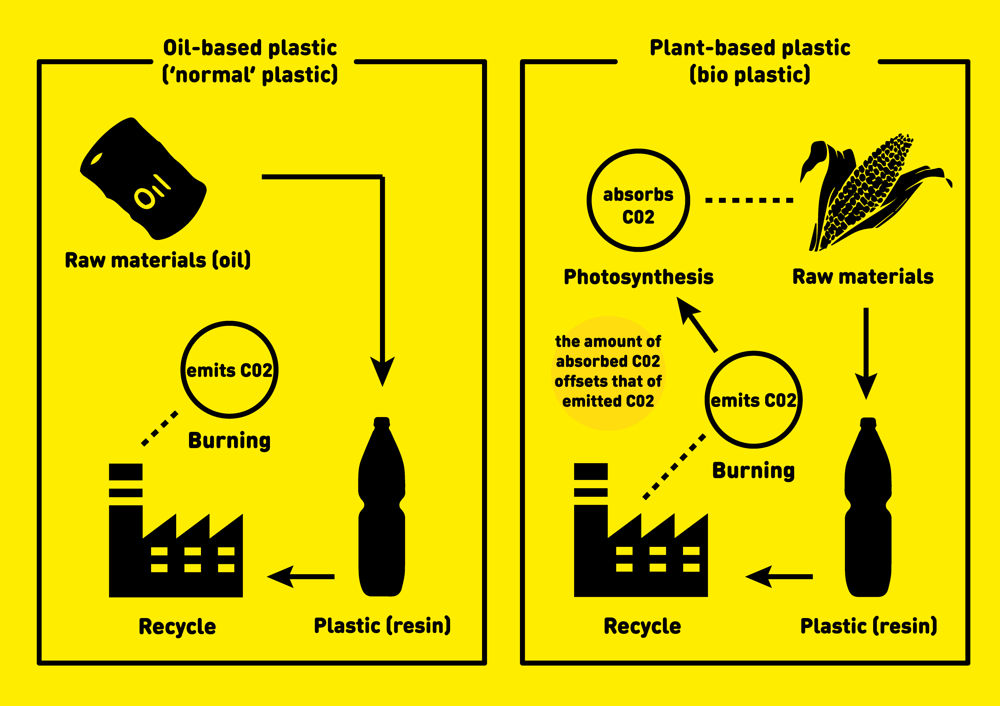 Oil-based plastic
('normal' plastic)
Oil
Raw materials (oil)
emits CO2
Burning
Recycle
Plastic (resin)
Plant-based plastic
(bio plastic)
absorbs
CO2
Photosynthesis
Raw materials
the amount of
absorbed CO2
offsets that of
emitted CO2
emits CO2
Burning
Recycle
Plastic (resin)